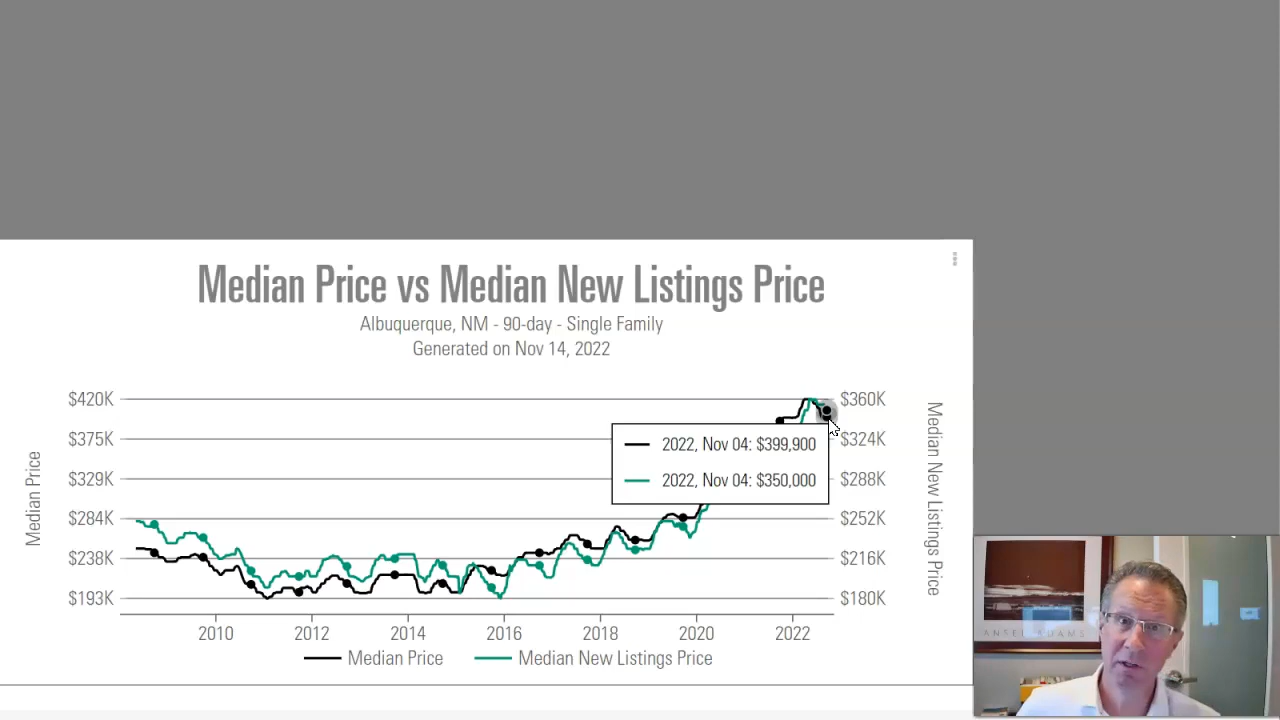 Median Price vs Median New Listings Price
Albuquerque, NM - 90-day - Single Family
Generated on Nov 14, 2022
$420K
$375K
$329K
$284K
$238K
$193K
Median Price
$360K
$324K
$288K
$252K
$216K
$180K
Median New Listings Price
2022, Nov 04: $399,900
2022, Nov 04: $350,000
2010 2012 2014 2016 2018 2020 2022
Median Price Median New Listings Price
ANSEL ADAMS